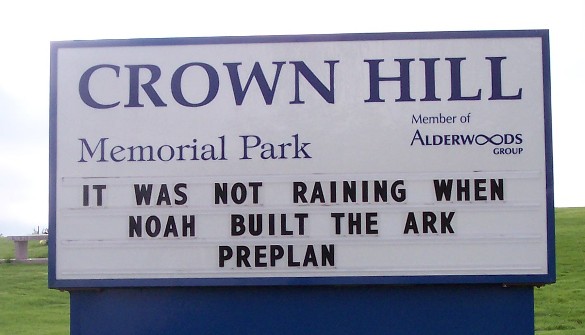 CROWN HILL
Memorial Park
Member of
ALDERWOODS
GROUP
IT WAS NOT RAINING WHEN
NOAH BUILT THE ARK
PREPLAN